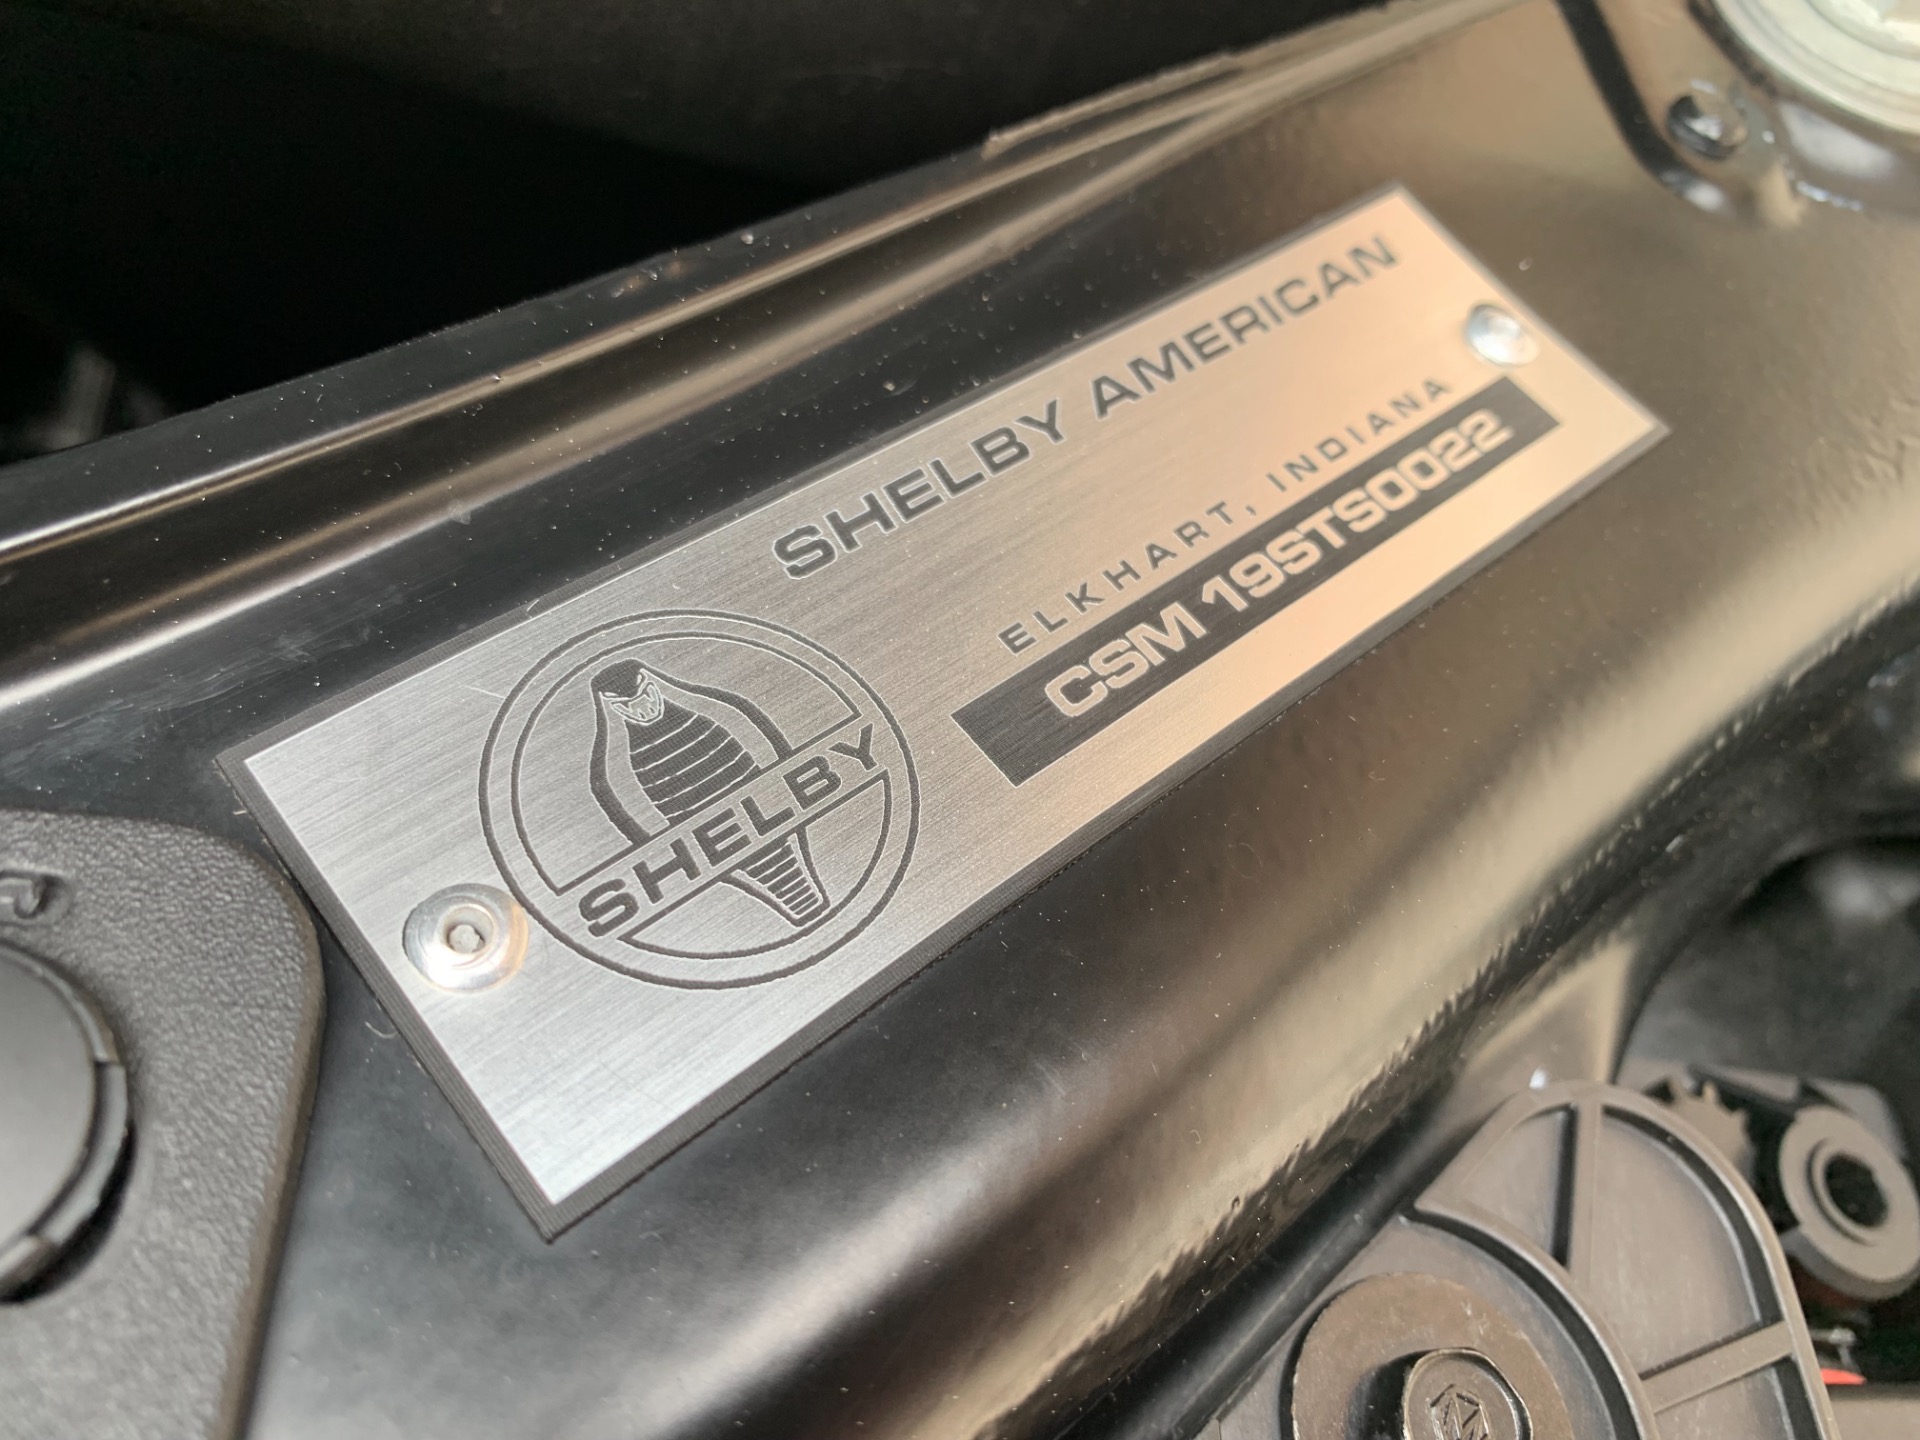 SHELBY AMERICAN
ELKHART, INDIANA
CSM 19STS0022
SHELBY